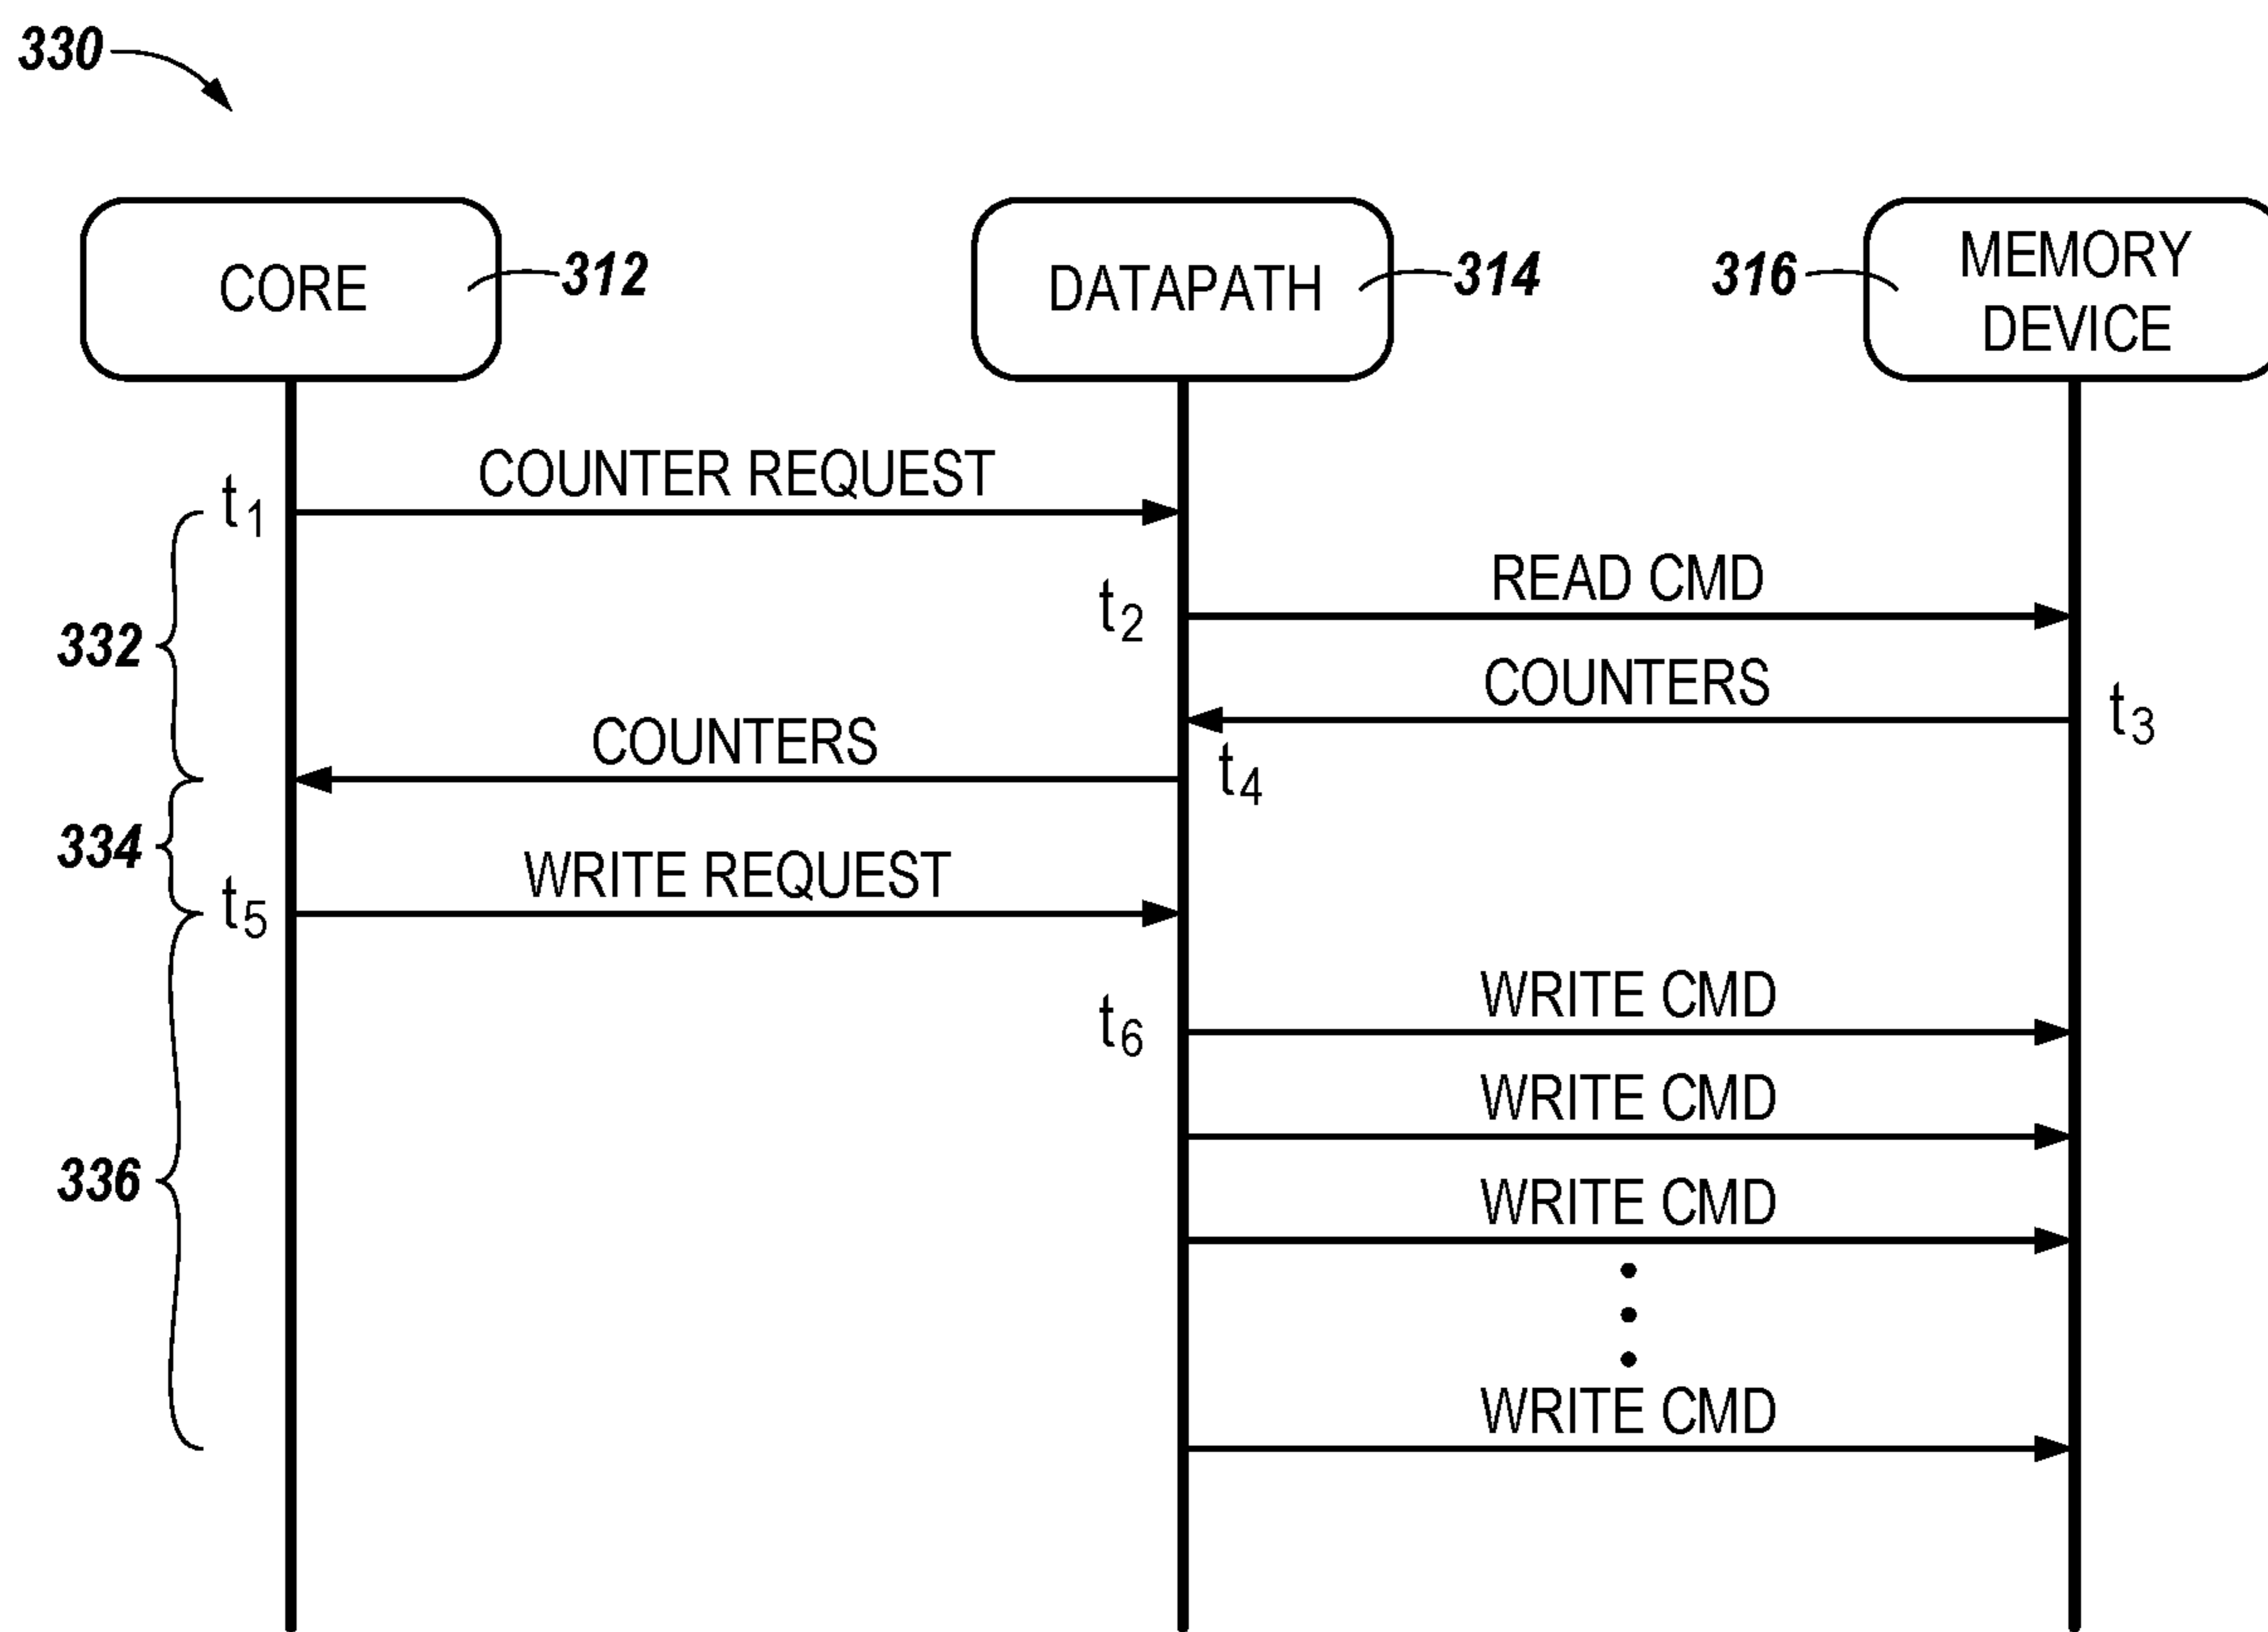 330
CORE
312
DATAPATH
314
316
MEMORY
DEVICE
t1
COUNTER REQUEST
t2
READ CMD
332
COUNTERS
t3
COUNTERS
t4
334
WRITE REQUEST
t5
WRITE CMD
t6
WRITE CMD
336
WRITE CMD
WRITE CMD